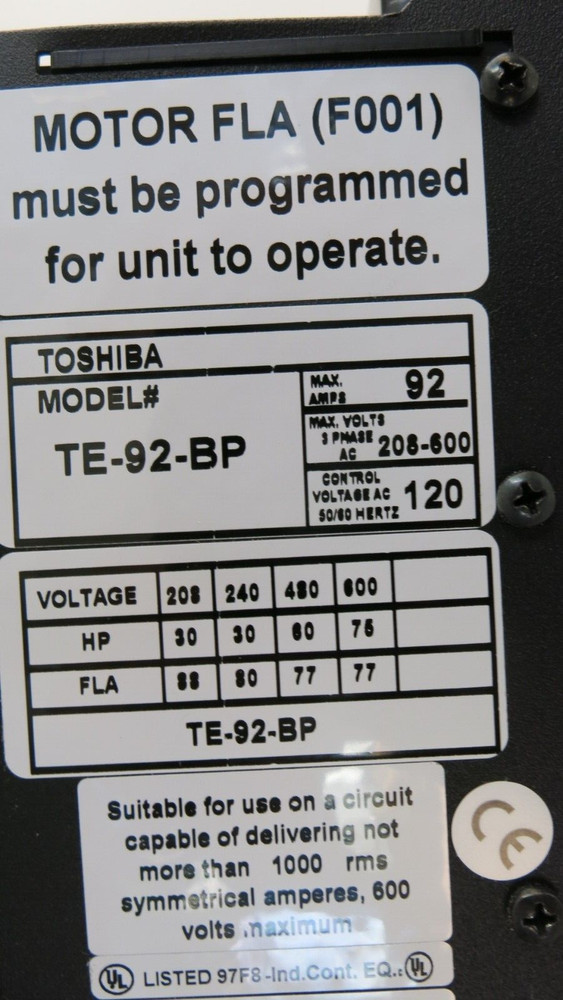 MOTOR FLA (F001)
must be programmed
for unit to operate.
TOSHIBA
MODEL#
TE-92-BP
MAX. AMPS 92
MAX. VOLTS 3 PHASE AC 208-600
CONTROL VOLTAGE AC 50/60 HERTZ 120
VOLTAGE 208 240 480 600
HP 30 30 60 75
FLA 88 80 77 77
TE-92-BP
Suitable for use on a circuit
capable of delivering not
more than 1000 rms
symmetrical amperes, 600
volts maximum
CE
UL LISTED 97F8-Ind.Cont. EQ.: UL